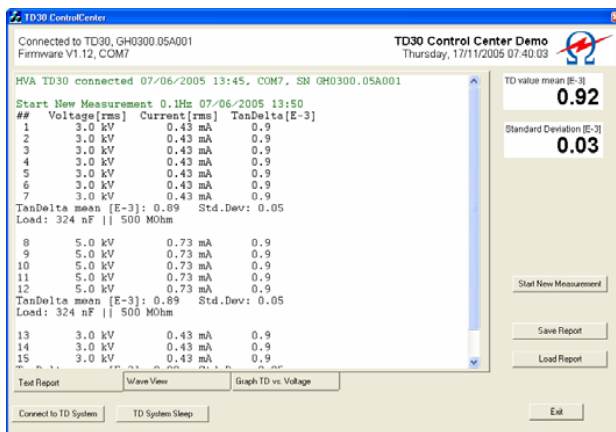 TD30 ControlCenter
Connected to TD30, GH0300.05A001
Firmware V1.12, COM7
TD30 Control Center Demo
Thursday, 17/11/2005 07:40:03
HVA TD30 connected 07/06/2005 13:45, COM7, SN GH0300.05A001
Start New Measurement 0.1Hz 07/06/2005 13:50
## Voltage[rms] Current[rms] TanDelta[E-3]
1 3.0 kV 0.43 mA 0.9
2 3.0 kV 0.43 mA 0.9
3 3.0 kV 0.43 mA 0.9
4 3.0 kV 0.43 mA 0.9
5 3.0 kV 0.43 mA 0.9
6 3.0 kV 0.43 mA 0.9
7 3.0 kV 0.43 mA 0.9
TanDelta mean [E-3]: 0.89 Std.Dev: 0.05
Load: 324 nF || 500 MOhm
8 5.0 kV 0.73 mA 0.9
9 5.0 kV 0.73 mA 0.9
10 5.0 kV 0.73 mA 0.9
11 5.0 kV 0.73 mA 0.9
12 5.0 kV 0.73 mA 0.9
TanDelta mean [E-3]: 0.89 Std.Dev: 0.05
Load: 324 nF || 500 MOhm
13 3.0 kV 0.43 mA 0.9
14 3.0 kV 0.43 mA 0.9
15 3.0 kV 0.43 mA 0.9
TD value mean [E-3]
0.92
Standard Deviation [E-3]
0.03
Start New Measurement
Save Report
Load Report
Text Report
Wave View
Graph TD vs. Voltage
Connect to TD System
TD System Sleep
Exit